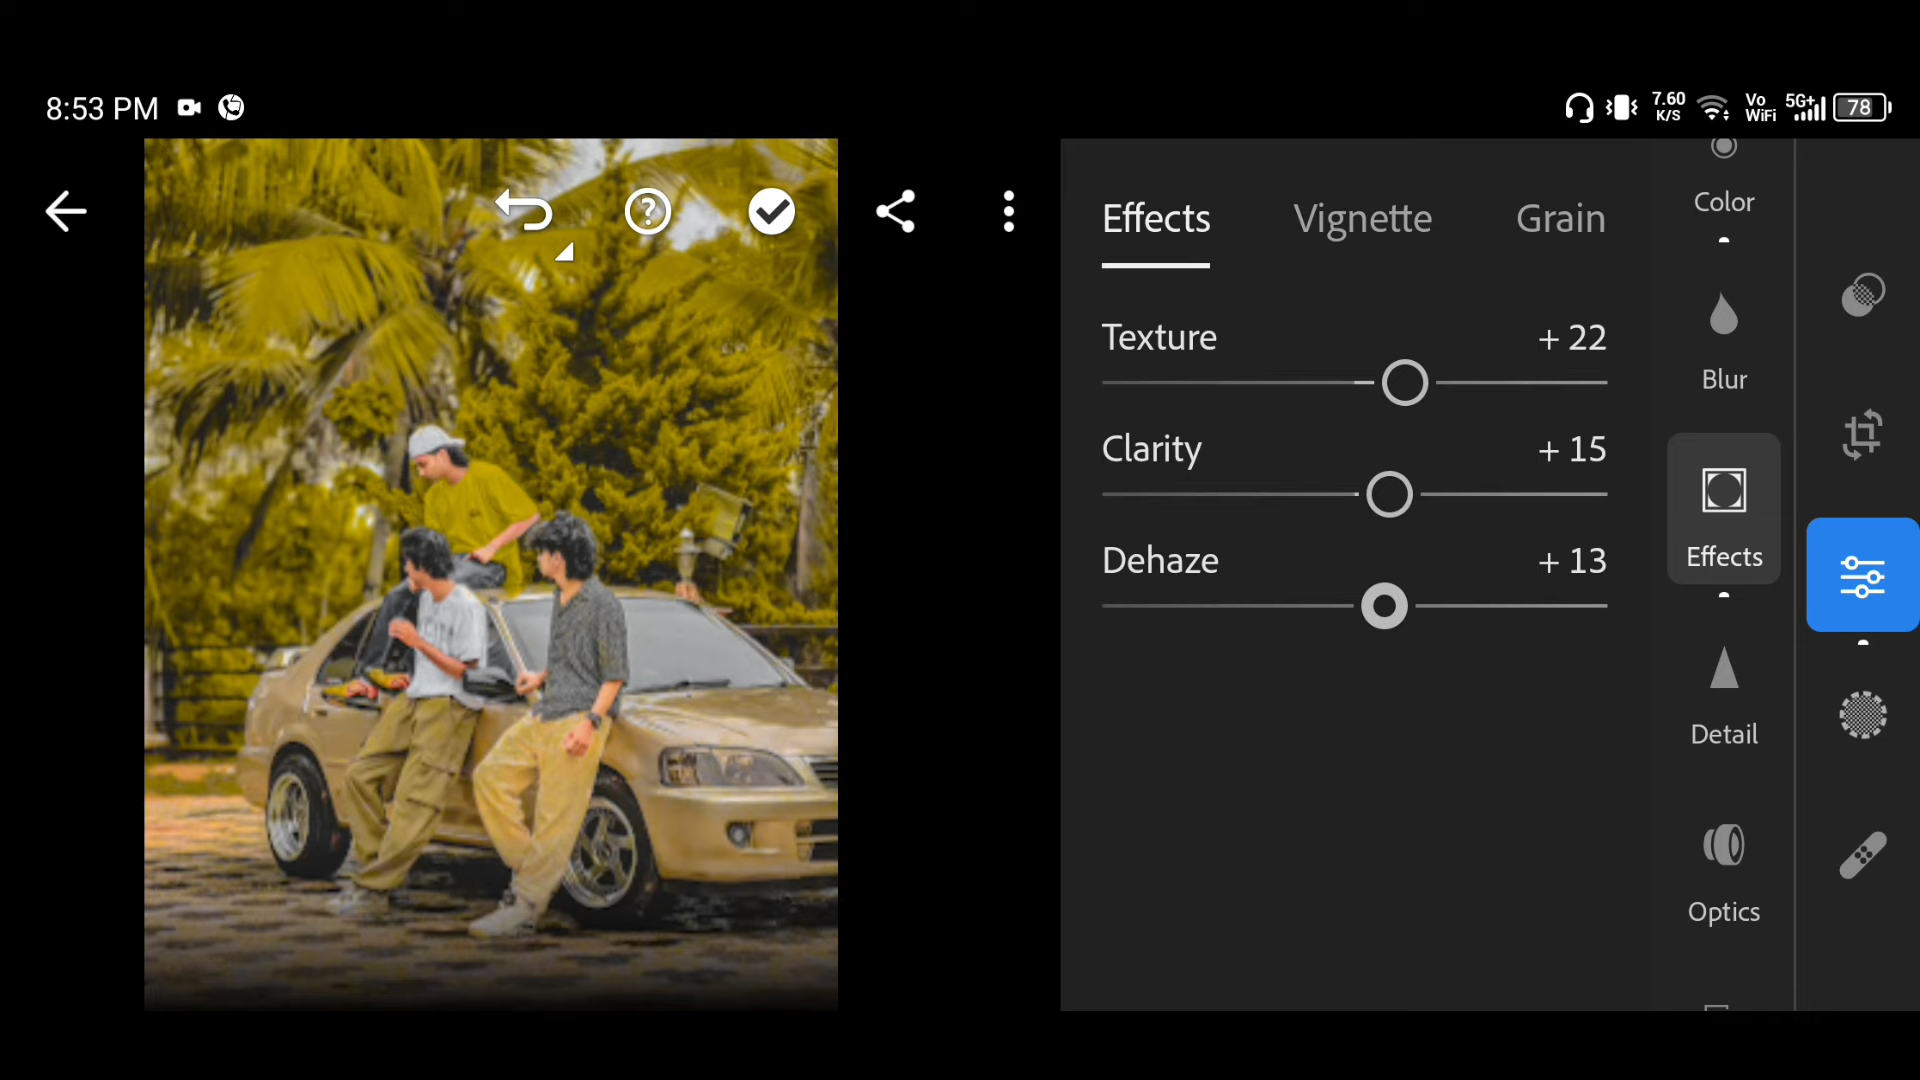 8:53 PM
7.60 K/S
Vo WiFi
5G+
78
Effects Vignette Grain
Texture + 22
Clarity + 15
Dehaze + 13
Color
Blur
Effects
Detail
Optics